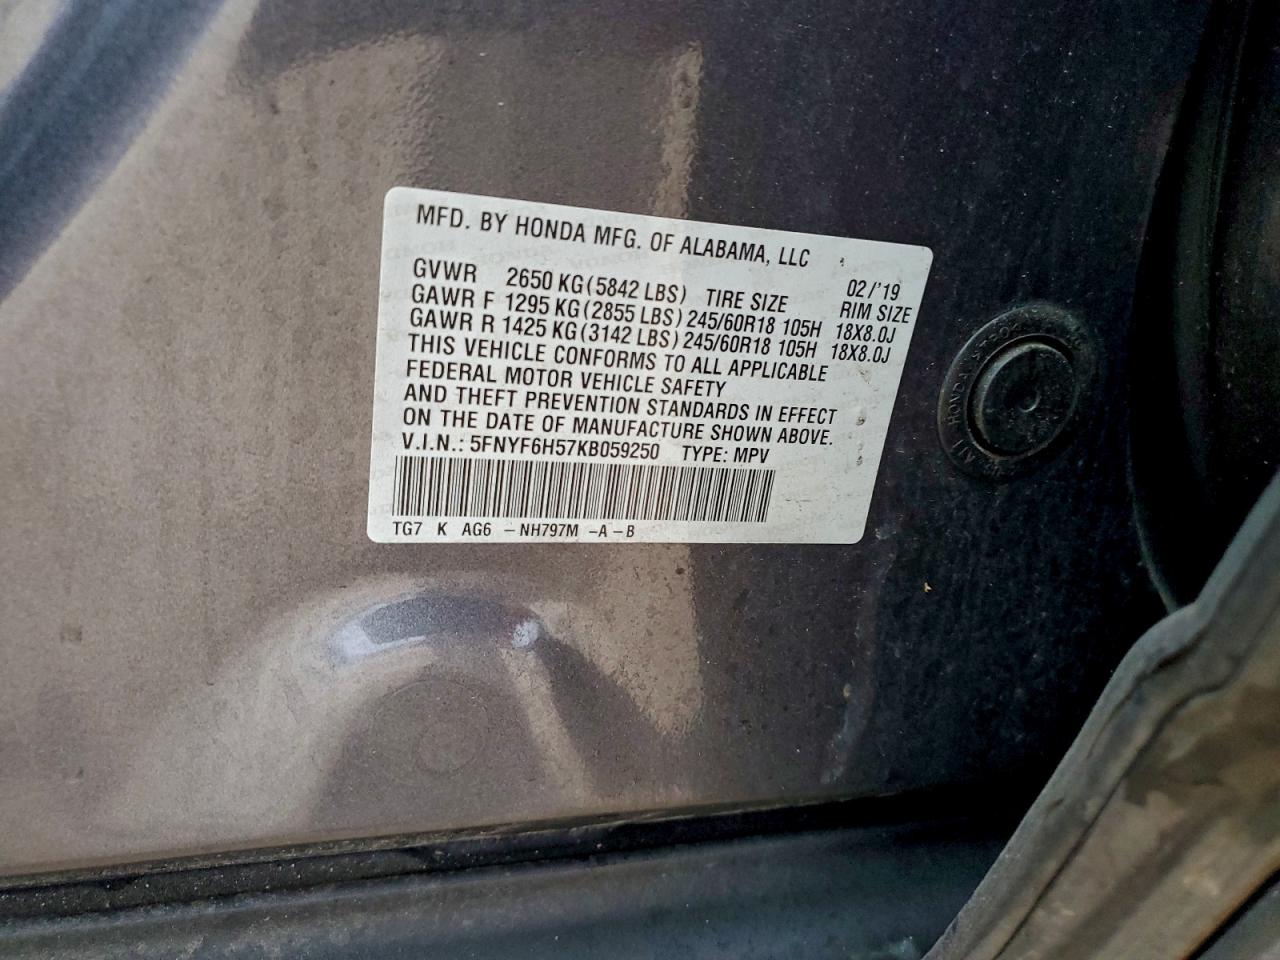 MFD. BY HONDA MFG. OF ALABAMA, LLC
02/'19
GVWR 2650 KG(5842 LBS) TIRE SIZE RIM SIZE
GAWR F 1295 KG(2855 LBS) 245/60R18 105H 18X8.0J
GAWR R 1425 KG(3142 LBS) 245/60R18 105H 18X8.0J
THIS VEHICLE CONFORMS TO ALL APPLICABLE
FEDERAL MOTOR VEHICLE SAFETY
AND THEFT PREVENTION STANDARDS IN EFFECT
ON THE DATE OF MANUFACTURE SHOWN ABOVE.
V.I.N.: 5FNYF6H57KB059250 TYPE: MPV
TG7 K AG6 -NH797M -A-B
HONDA